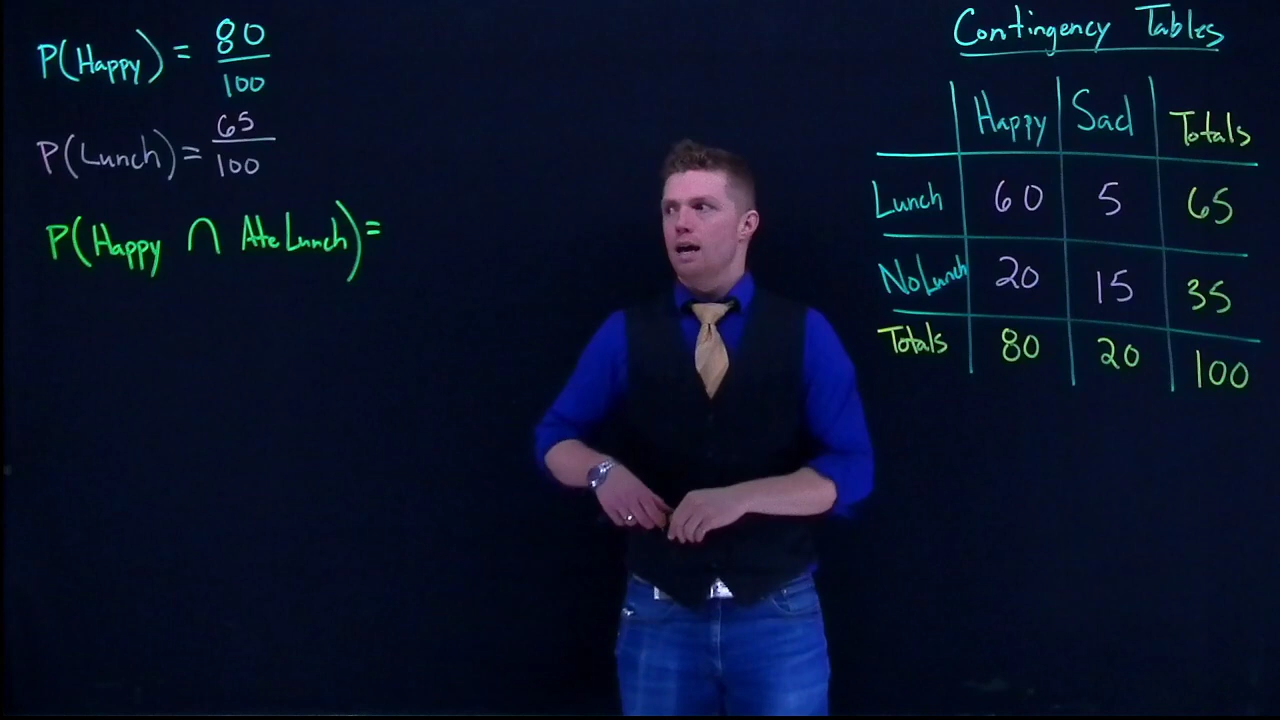 P(Happy) = 80/100
P(Lunch) = 65/100
P(Happy ∩ Ate Lunch) =
Contingency Tables
Happy Sad Totals
Lunch 60 5 65
No Lunch 20 15 35
Totals 80 20 100